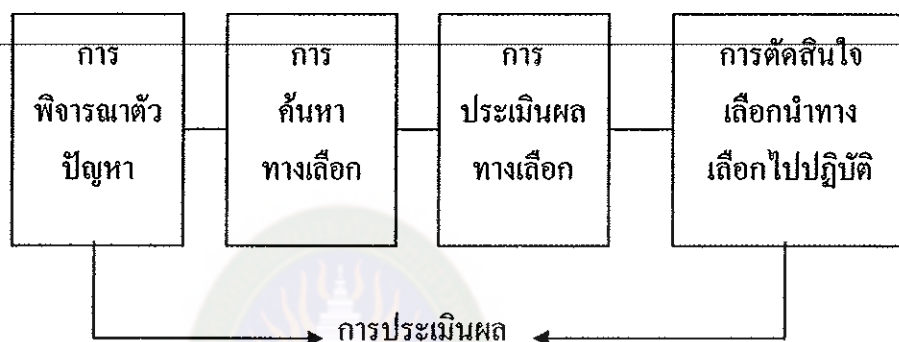 การ
พิจารณาตัว
ปัญหา
การ
ค้นหา
ทางเลือก
การ
ประเมินผล
ทางเลือก
การตัดสินใจ
เลือกนำทาง
เลือกไปปฏิบัติ
การประเมินผล